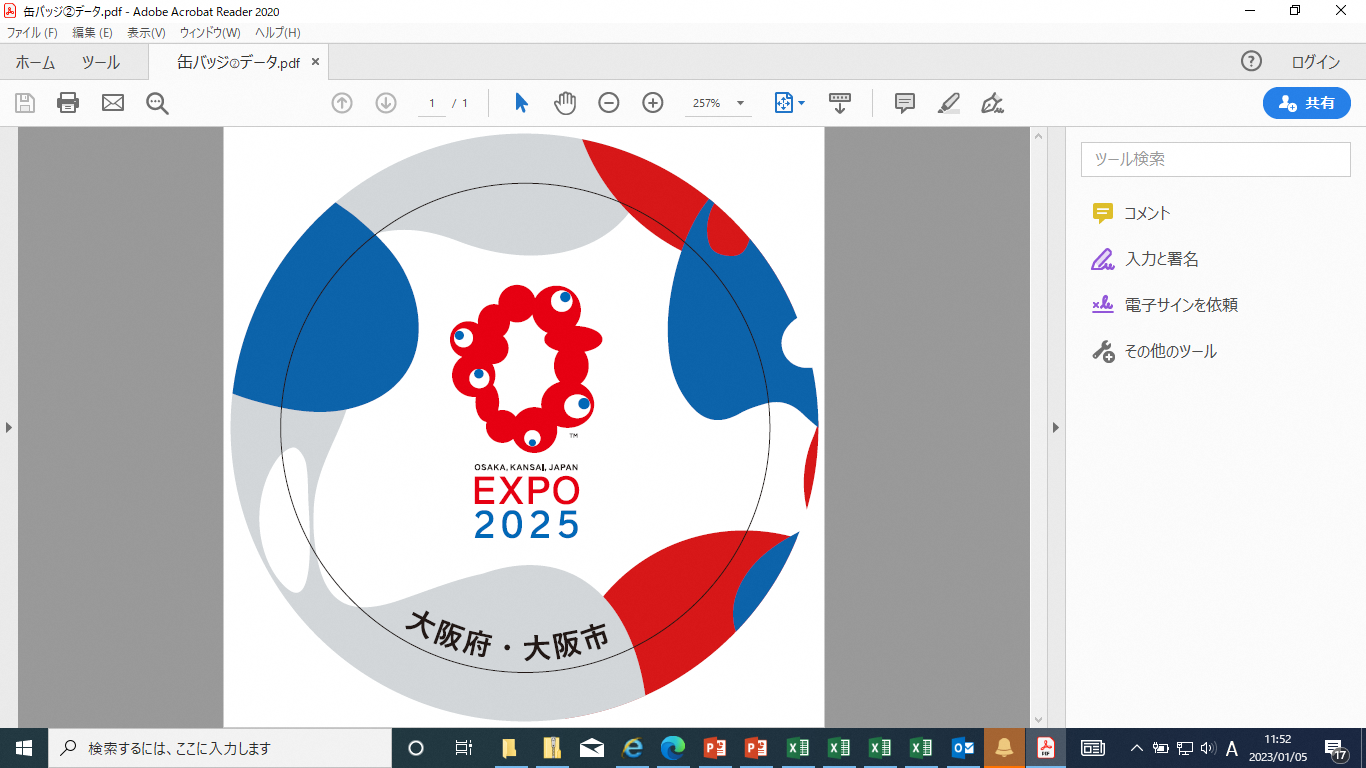 缶バッジ②データ.pdf - Adobe Acrobat Reader 2020
ファイル (F) 編集 (E) 表示(V) ウィンドウ(W) ヘルプ(H)
ホーム ツール 缶バッジ②データ.pdf × ? ログイン
1 / 1 257% 共有
ツール検索
コメント
入力と署名
電子サインを依頼
その他のツール
TM
OSAKA, KANSAI, JAPAN
EXPO
2025
大阪府・大阪市
検索するには、ここに入力します
A
11:52
2023/01/05
17